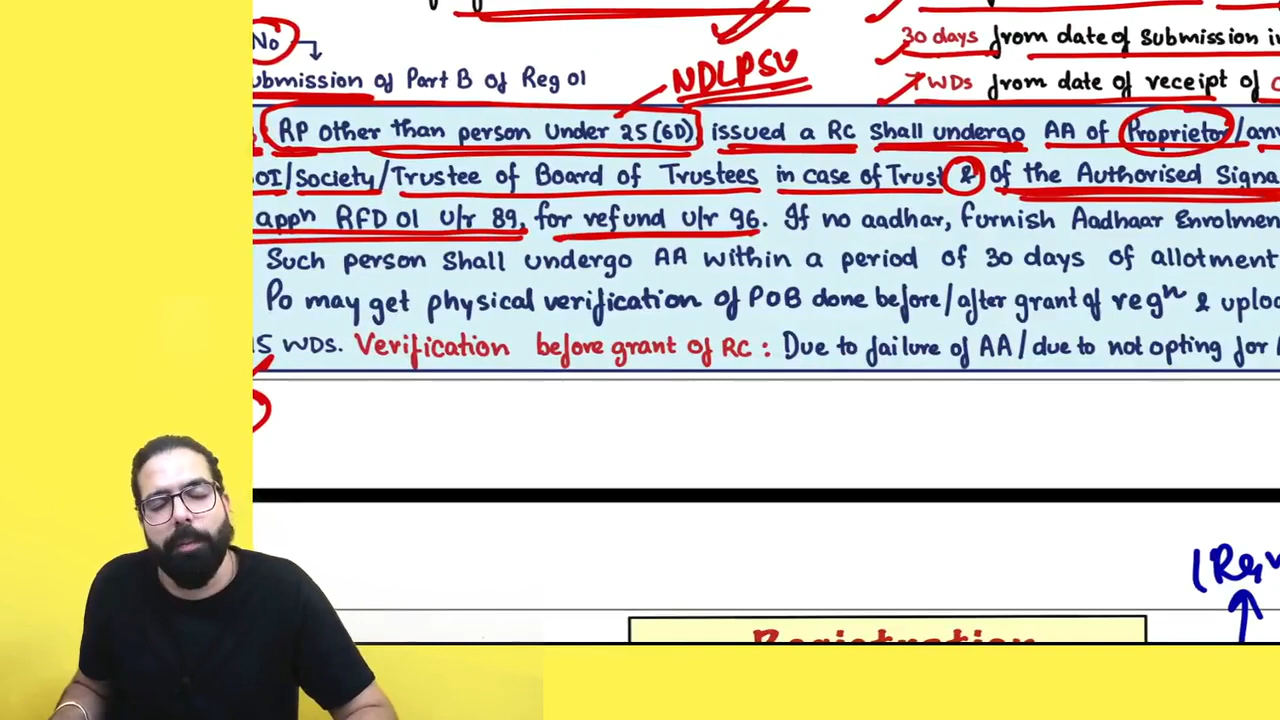 No
30 days from date of Submission in
Submission of Part B of Reg 01
NDLPSU
7 WDs from date of receipt of
RP other than person under 25(6D) issued a RC Shall undergo AA of Proprietor/
OI/Society/Trustee of Board of Trustees in case of Trust & of the Authorised Signa
appn RFD 01 U/r 89, for refund U/r 96. If no aadhar, furnish Aadhaar Enrolmen
Such person Shall undergo AA within a period of 30 days of allotment
Po may get physical verification of POB done before/after grant of regn & uploa
15 WDS. Verification before grant of RC: Due to failure of AA/due to not opting for
Registration